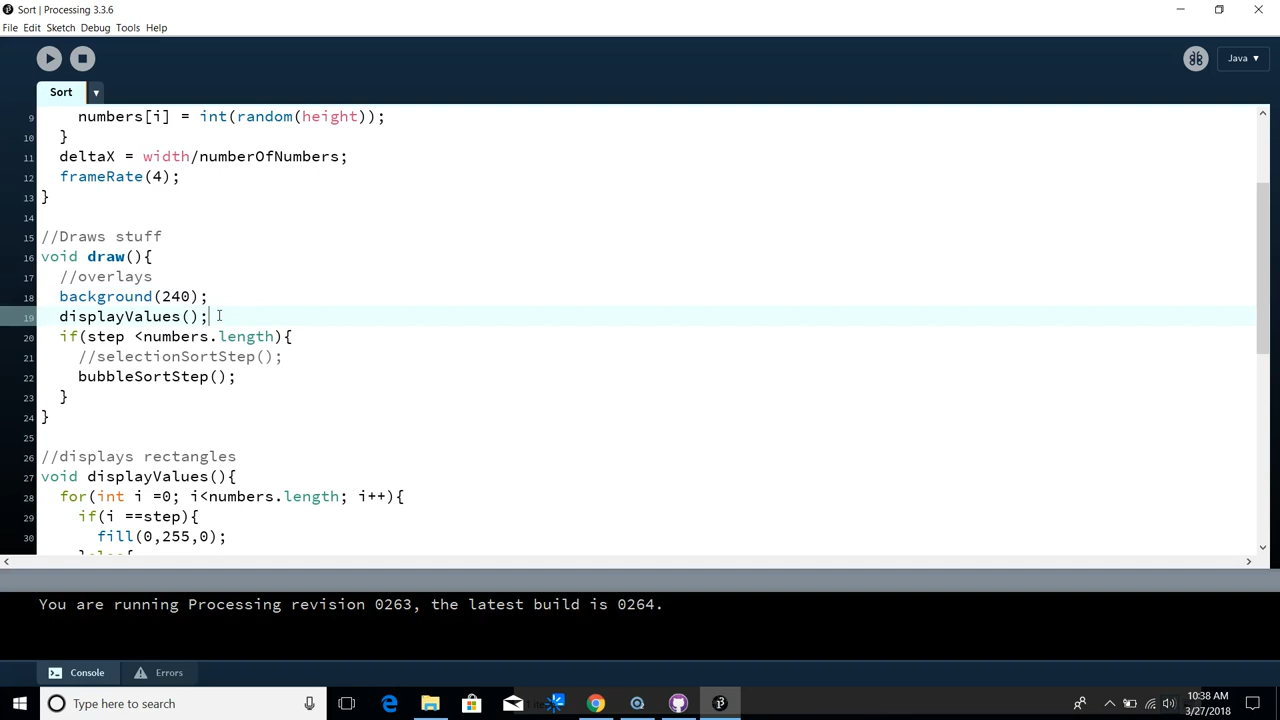 Sort | Processing 3.3.6
File Edit Sketch Debug Tools Help
Java ▼
Sort ▼
9 numbers[i] = int(random(height));
10 }
11 deltaX = width/numberOfNumbers;
12 frameRate(4);
13 }
14
15 //Draws stuff
16 void draw(){
17 //overlays
18 background(240);
19 displayValues();
20 if(step <numbers.length){
21 //selectionSortStep();
22 bubbleSortStep();
23 }
24 }
25
26 //displays rectangles
27 void displayValues(){
28 for(int i =0; i<numbers.length; i++){
29 if(i ==step){
30 fill(0,255,0);
}else{
You are running Processing revision 0263, the latest build is 0264.
Console Errors
Type here to search
10:38 AM
3/27/2018